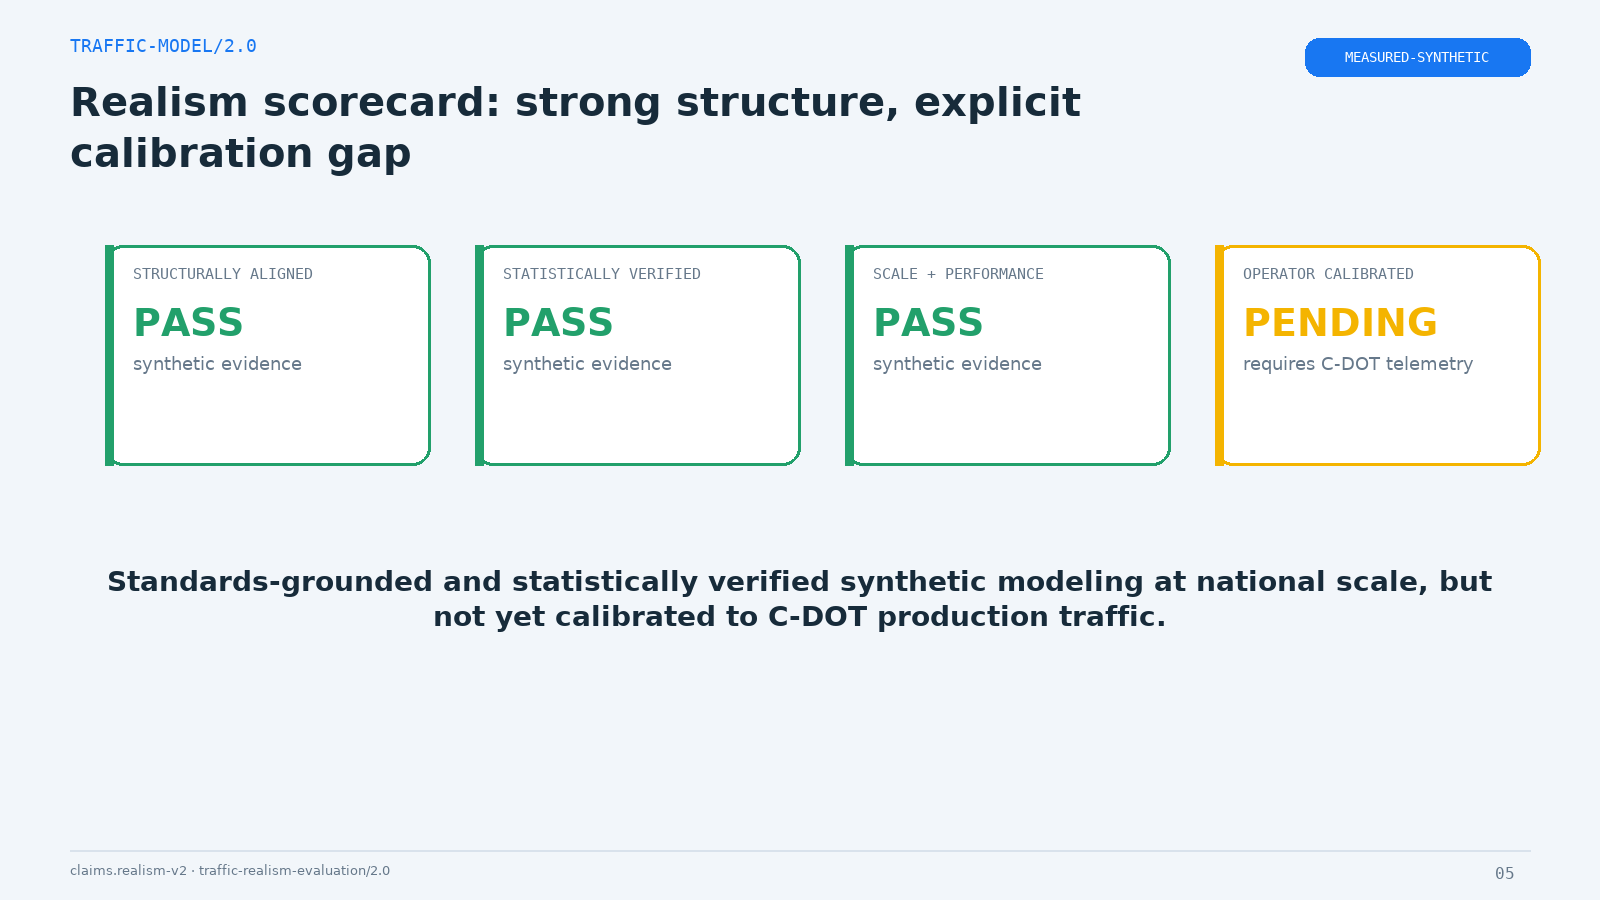 TRAFFIC-MODEL/2.0
MEASURED-SYNTHETIC
Realism scorecard: strong structure, explicit
calibration gap
STRUCTURALLY ALIGNED
PASS
synthetic evidence
STATISTICALLY VERIFIED
PASS
synthetic evidence
SCALE + PERFORMANCE
PASS
synthetic evidence
OPERATOR CALIBRATED
PENDING
requires C-DOT telemetry
Standards-grounded and statistically verified synthetic modeling at national scale, but
not yet calibrated to C-DOT production traffic.
claims.realism-v2 · traffic-realism-evaluation/2.0
05